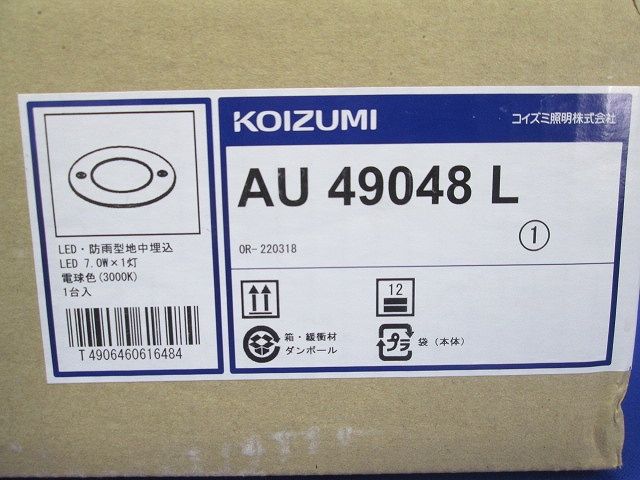 KOIZUMI
コイズミ照明株式会社
AU 49048 L
①
OR-220318
LED・防雨型地中埋込
LED 7.0W×1灯
電球色(3000K)
1台入
T4906460616484
12
箱・緩衝材
ダンボール
プラ
袋（本体）